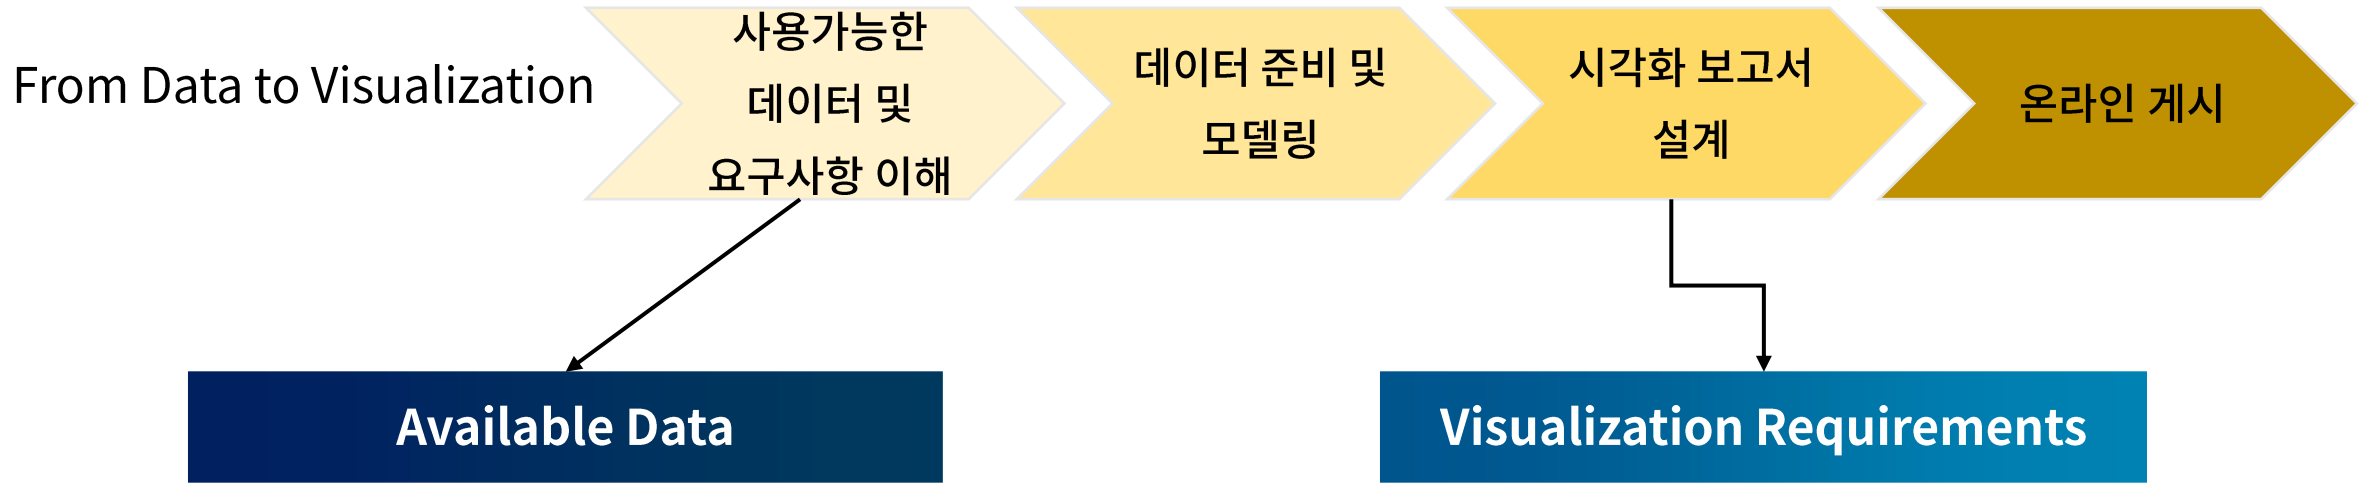 From Data to Visualization
사용가능한
데이터 및
요구사항 이해
데이터 준비 및
모델링
시각화 보고서
설계
온라인 게시
Available Data
Visualization Requirements